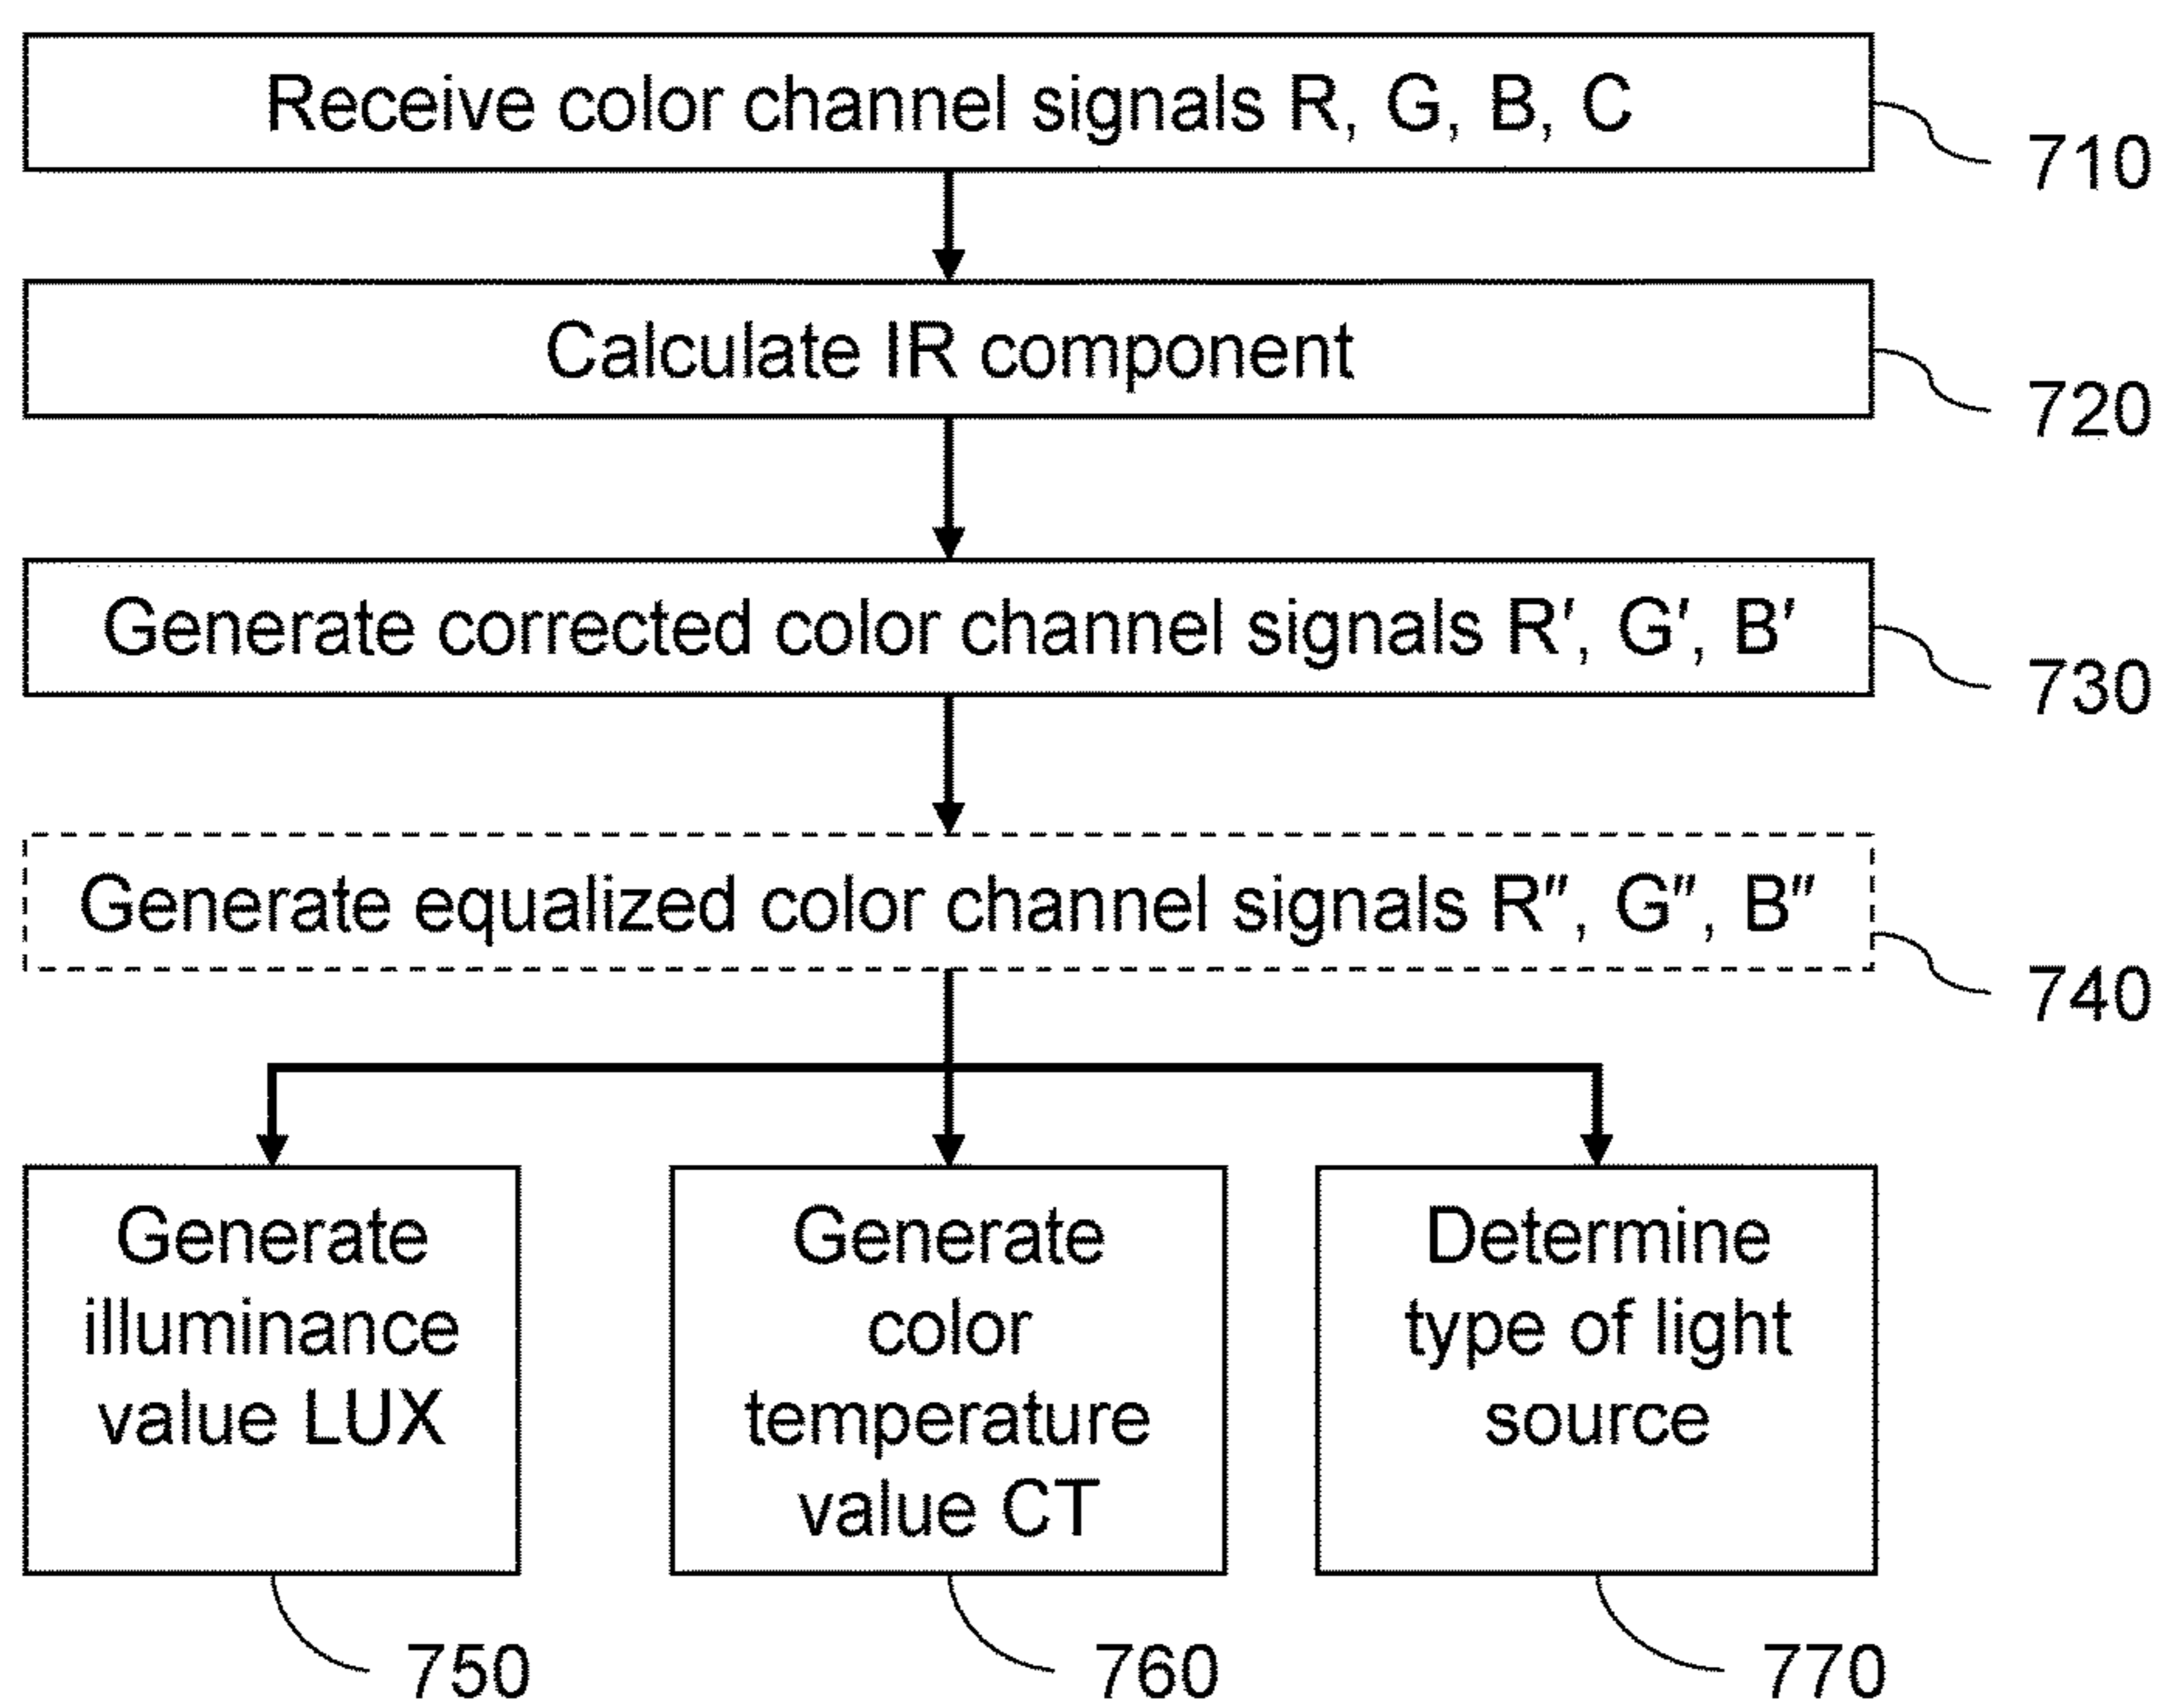 Receive color channel signals R, G, B, C
710
Calculate IR component
720
Generate corrected color channel signals R′, G′, B′
730
Generate equalized color channel signals R″, G″, B″
740
Generate
illuminance
value LUX
750
Generate
color
temperature
value CT
760
Determine
type of light
source
770